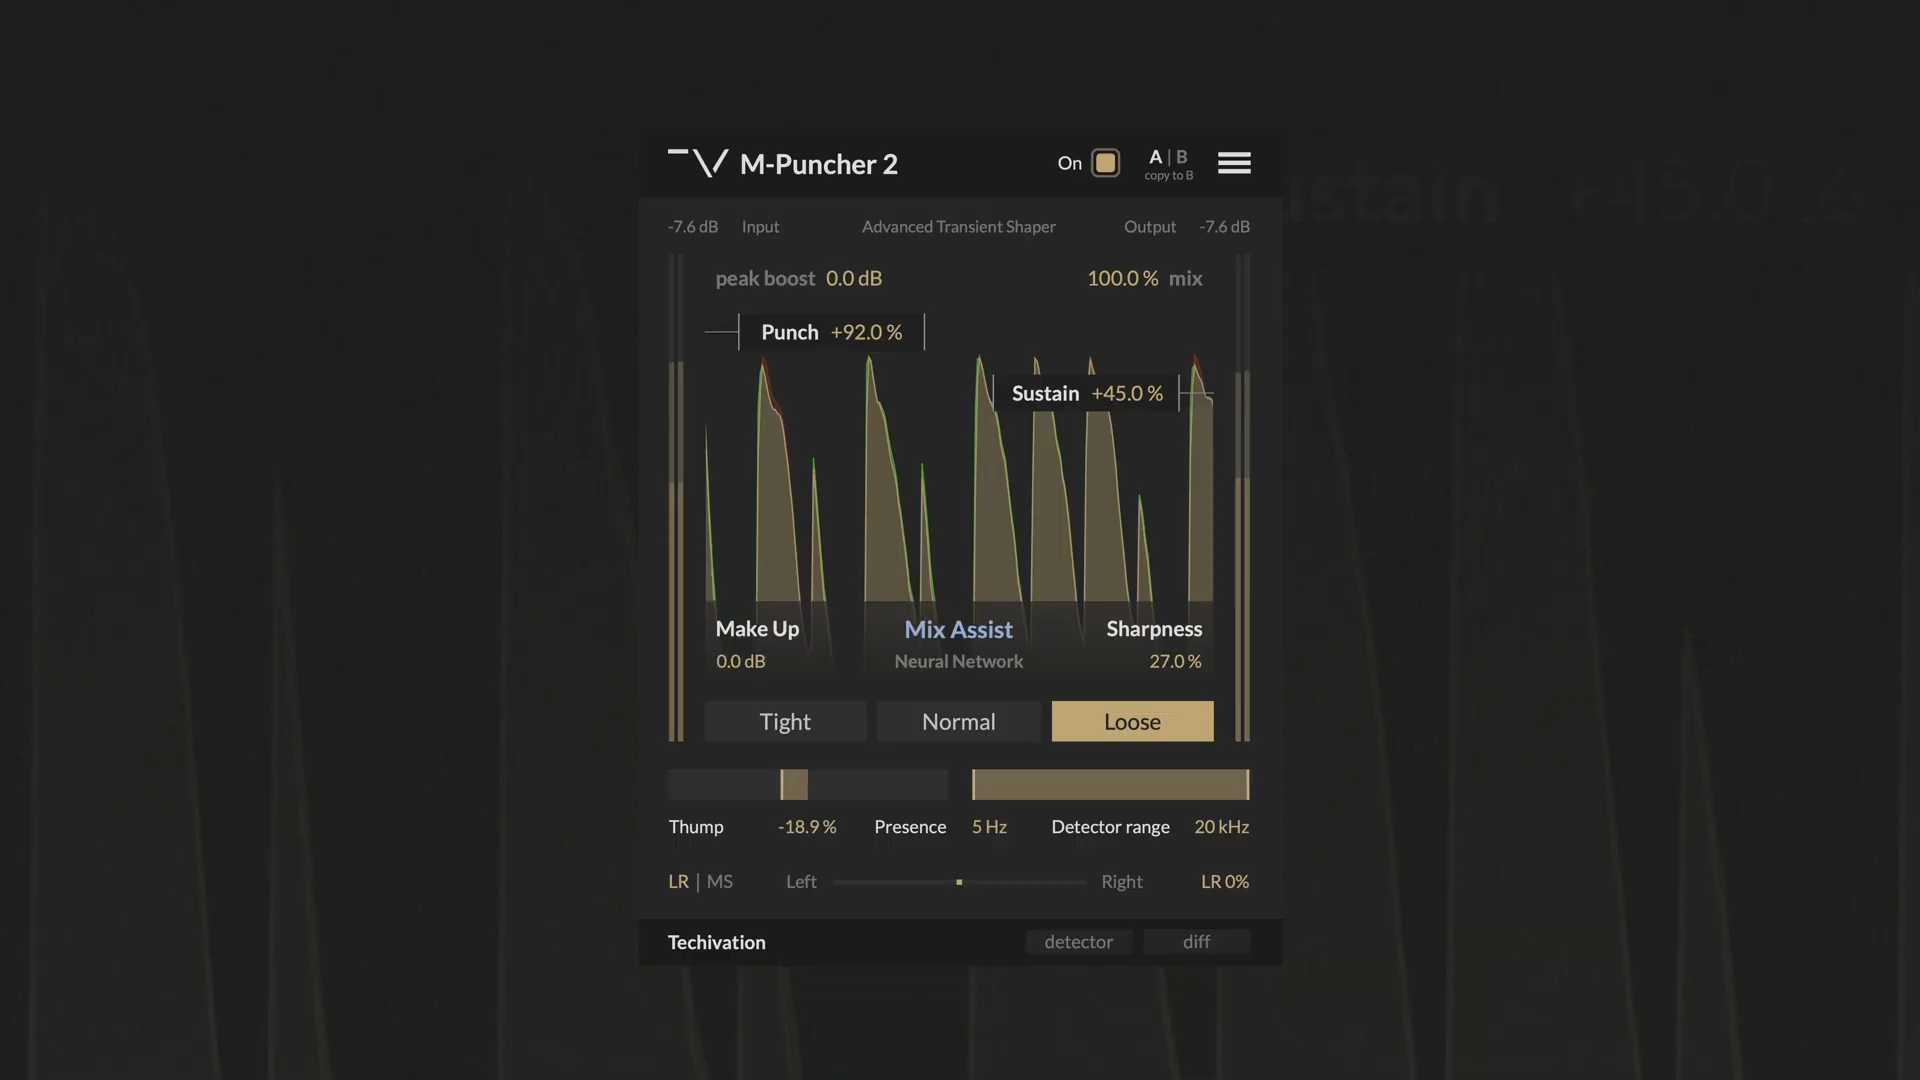 M-Puncher 2 On A | B
copy to B
-7.6 dB Input Advanced Transient Shaper Output -7.6 dB
Sustain +45.0 %
peak boost 0.0 dB 100.0 % mix
Punch +92.0 %
Sustain +45.0 %
Make Up Mix Assist Sharpness
0.0 dB Neural Network 27.0 %
Tight Normal Loose
Thump -18.9 % Presence 5 Hz Detector range 20 kHz
LR | MS Left Right LR 0%
Techivation detector diff